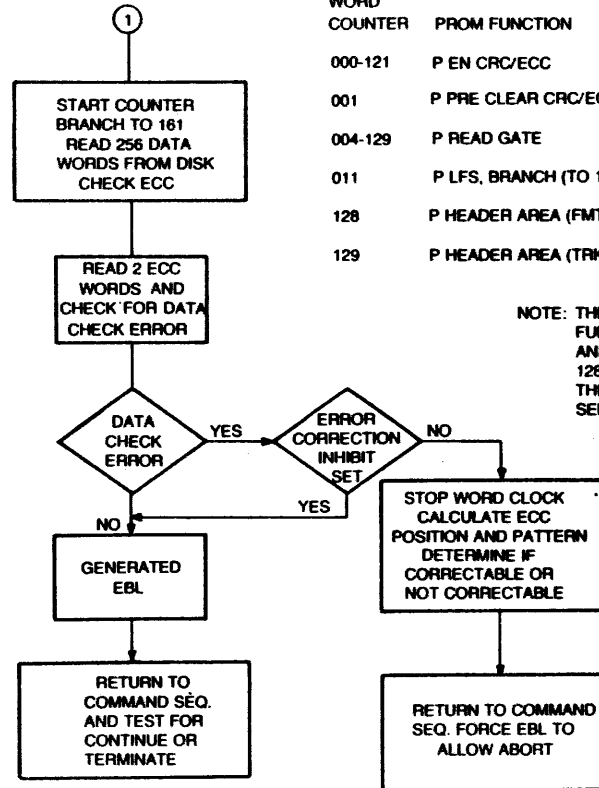 1
START COUNTER
BRANCH TO 161
READ 256 DATA
WORDS FROM DISK
CHECK ECC
READ 2 ECC
WORDS AND
CHECK FOR DATA
CHECK ERROR
DATA
CHECK
ERROR
YES
ERROR
CORRECTION
INHIBIT
SET
NO
YES
NO
GENERATED
EBL
RETURN TO
COMMAND SEQ.
AND TEST FOR
CONTINUE OR
TERMINATE
STOP WORD CLOCK
CALCULATE ECC
POSITION AND PATTERN
DETERMINE IF
CORRECTABLE OR
NOT CORRECTABLE
RETURN TO COMMAND
SEQ. FORCE EBL TO
ALLOW ABORT
WORD
COUNTER PROM FUNCTION
000-121 P EN CRC/ECC
001 P PRE CLEAR CRC/EC
004-129 P READ GATE
011 P LFS, BRANCH (TO 1
128 P HEADER AREA (FMT
129 P HEADER AREA (TRK
NOTE: THE
FU
AN
128
TH
SE